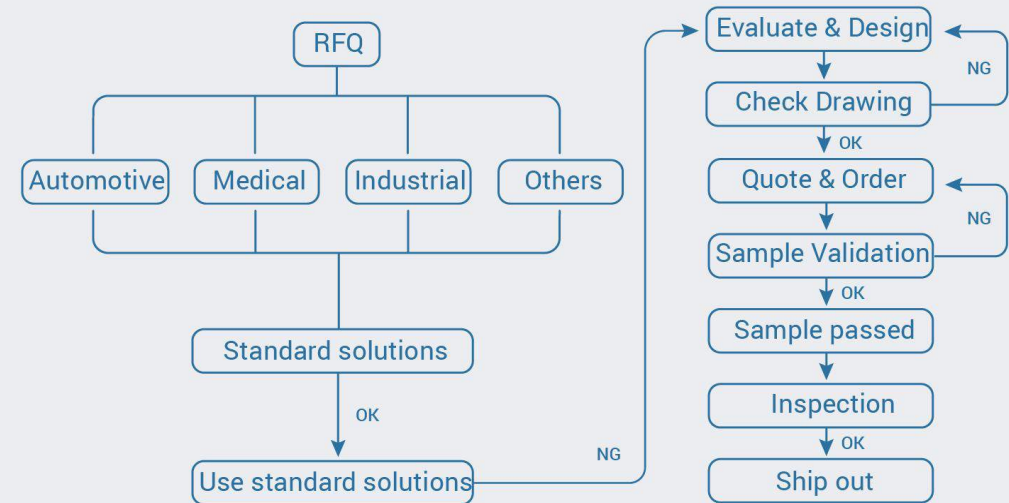 RFQ
Automotive
Medical
Industrial
Others
Standard solutions
OK
Use standard solutions
NG
Evaluate & Design
NG
Check Drawing
OK
Quote & Order
NG
Sample Validation
OK
Sample passed
Inspection
OK
Ship out